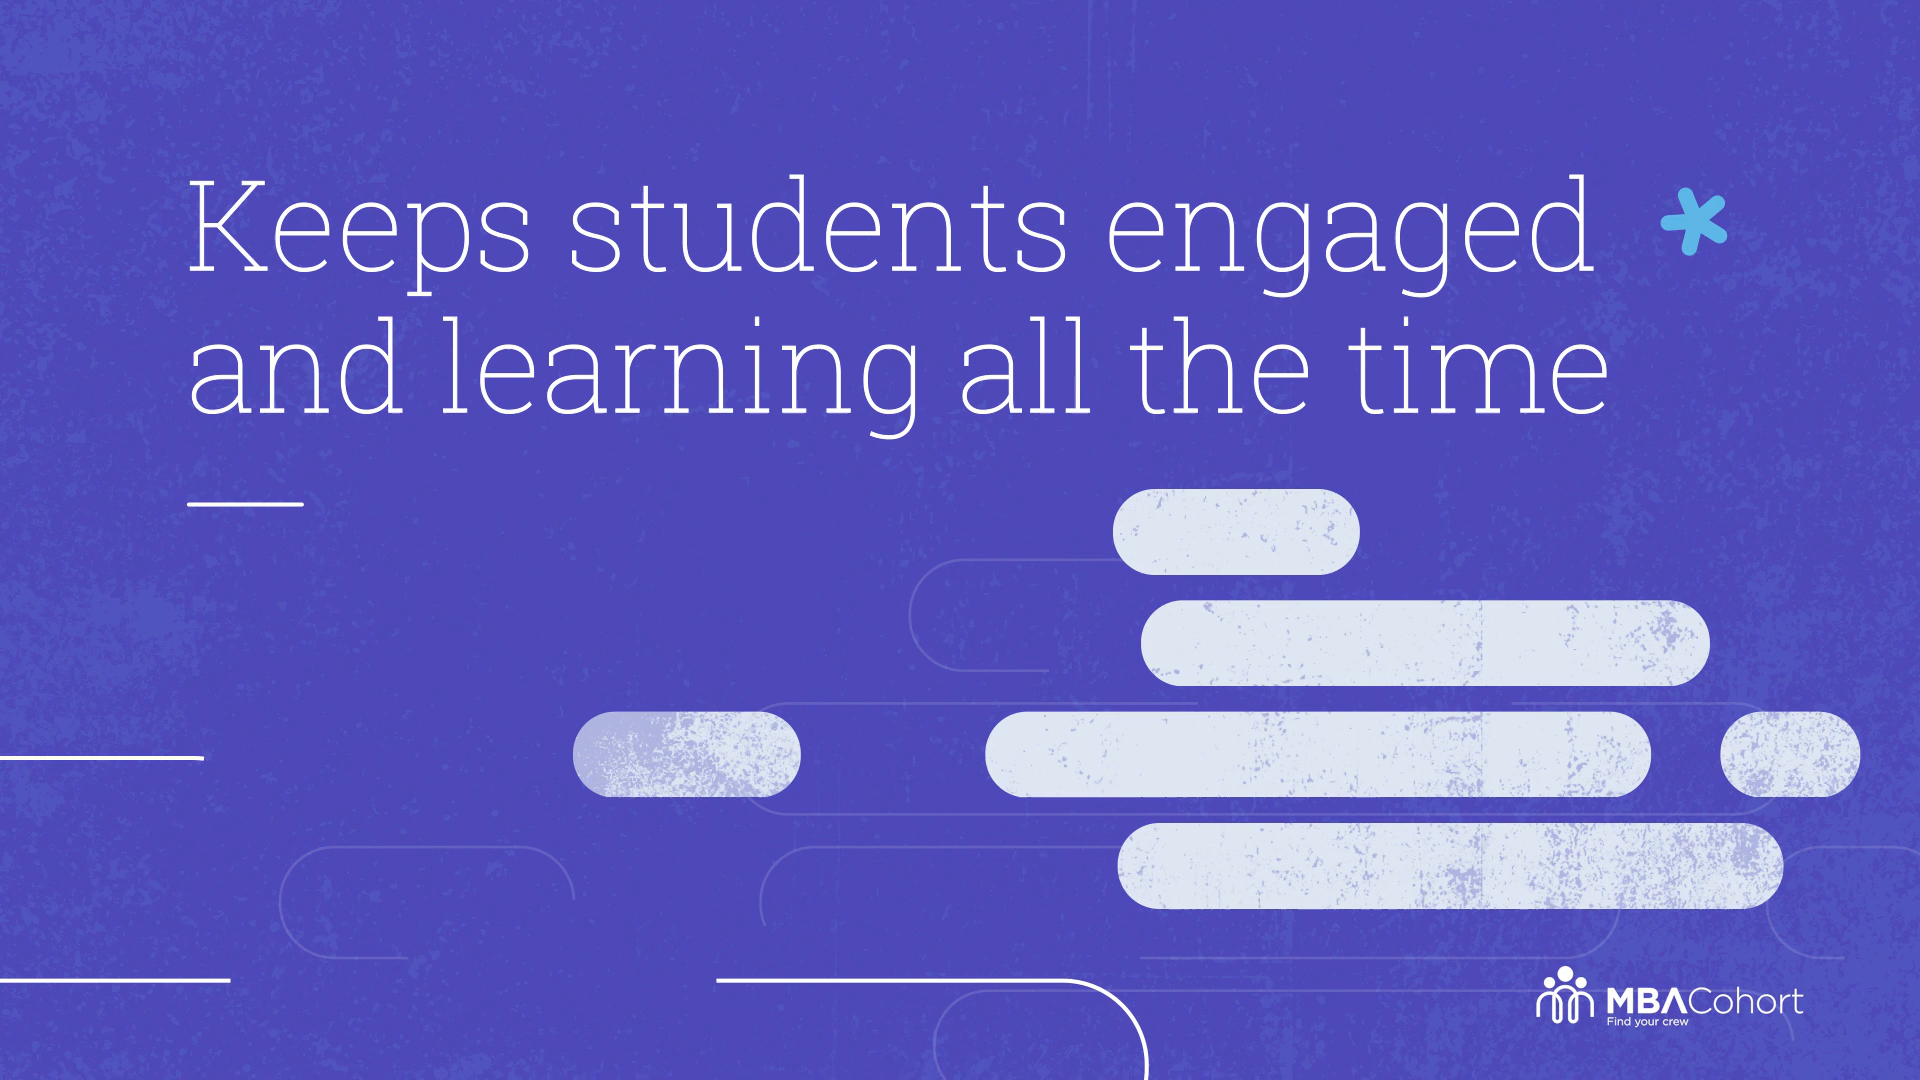 Keeps students engaged *
and learning all the time
MBACohort
Find your crew